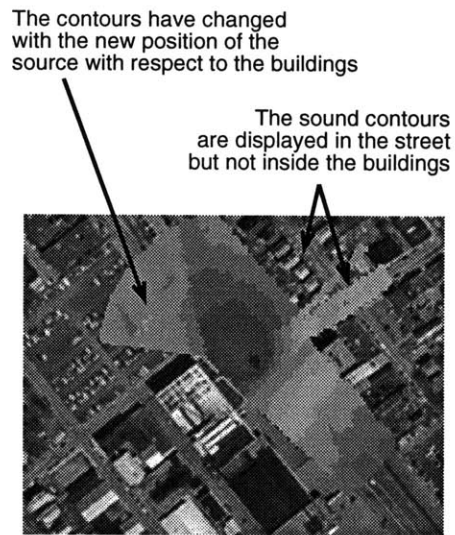 The contours have changed
with the new position of the
source with respect to the buildings
The sound contours
are displayed in the street
but not inside the buildings